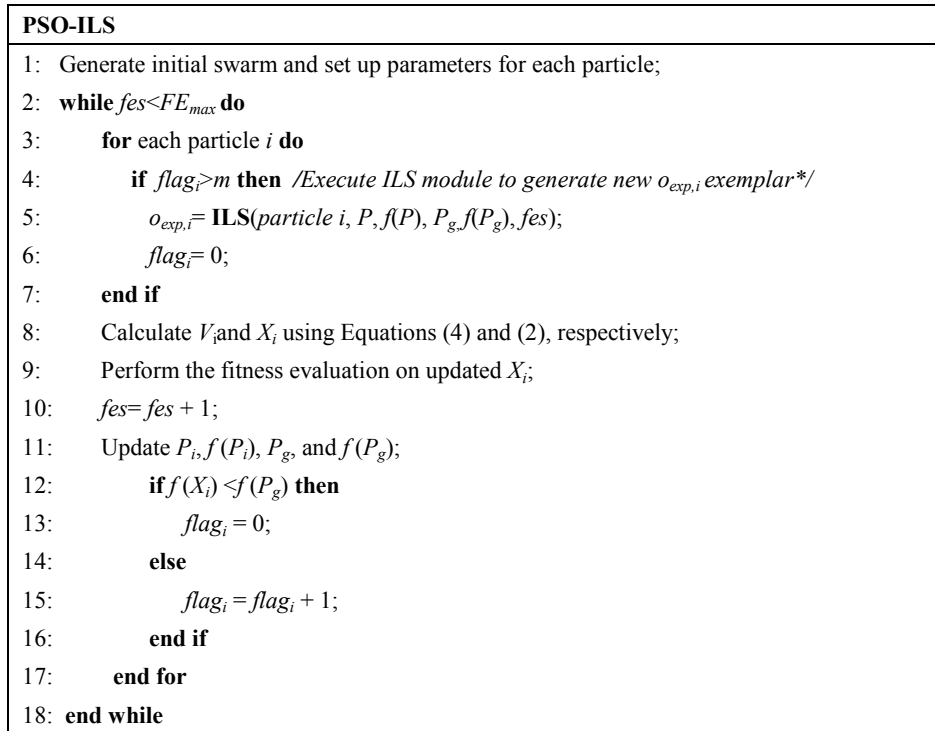 PSO-ILS
1: Generate initial swarm and set up parameters for each particle;
2: while fes<FEmax do
3: for each particle i do
4: if flagi>m then /Execute ILS module to generate new oexp,i exemplar*/
5: oexp,i= ILS(particle i, P, f(P), Pg,f(Pg), fes);
6: flagi= 0;
7: end if
8: Calculate Viand Xi using Equations (4) and (2), respectively;
9: Perform the fitness evaluation on updated Xi;
10: fes= fes + 1;
11: Update Pi, f (Pi), Pg, and f (Pg);
12: if f (Xi) <f (Pg) then
13: flagi = 0;
14: else
15: flagi = flagi + 1;
16: end if
17: end for
18: end while